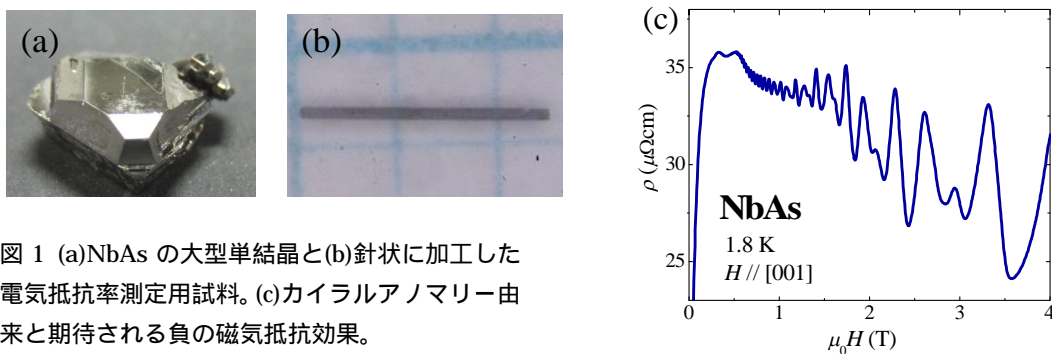 (a)
(b)
(c)
35
30
25
ρ (μΩcm)
NbAs
1.8 K
H // [001]
0
1
2
3
4
μ₀H (T)
図 1 (a)NbAs の大型単結晶と(b)針状に加工した
電気抵抗率測定用試料。(c)カイラルアノマリー由
来と期待される負の磁気抵抗効果。